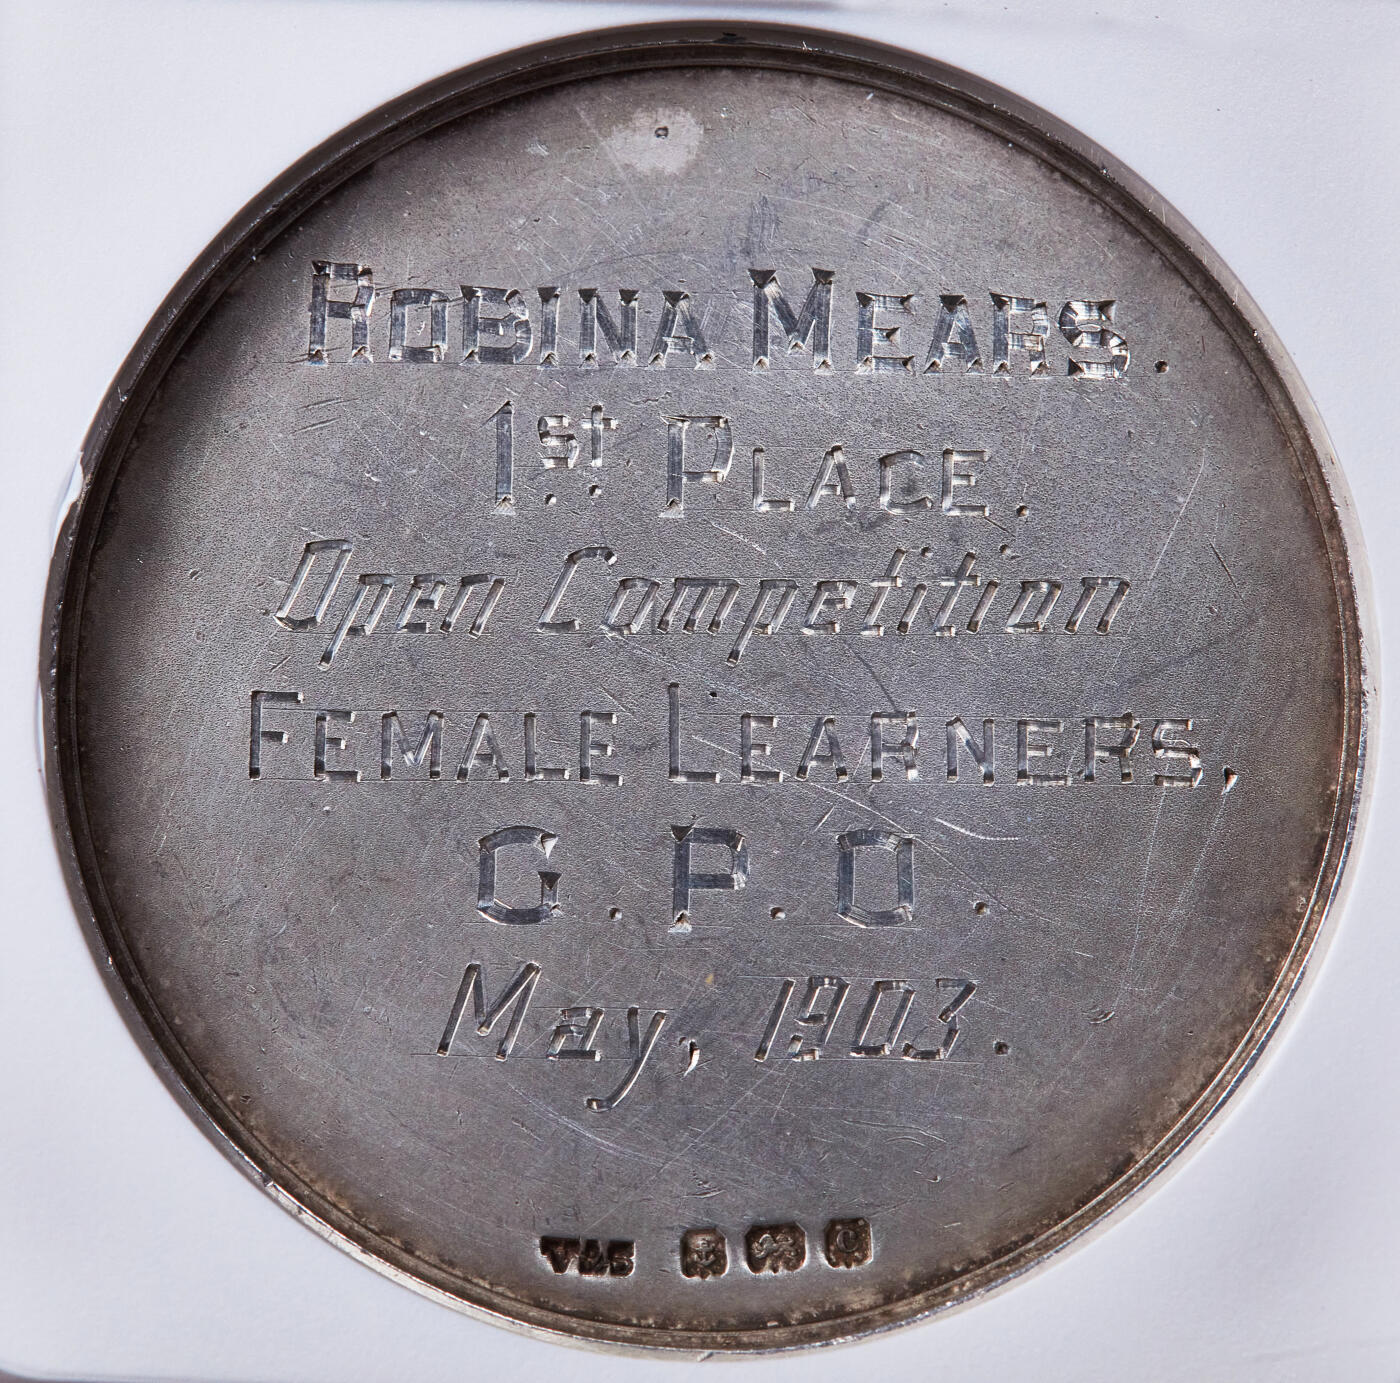 ROBINA MEARS.
1st PLACE.
Open Competition
FEMALE LEARNERS,
G.P.O.
May, 1903.
V&S C